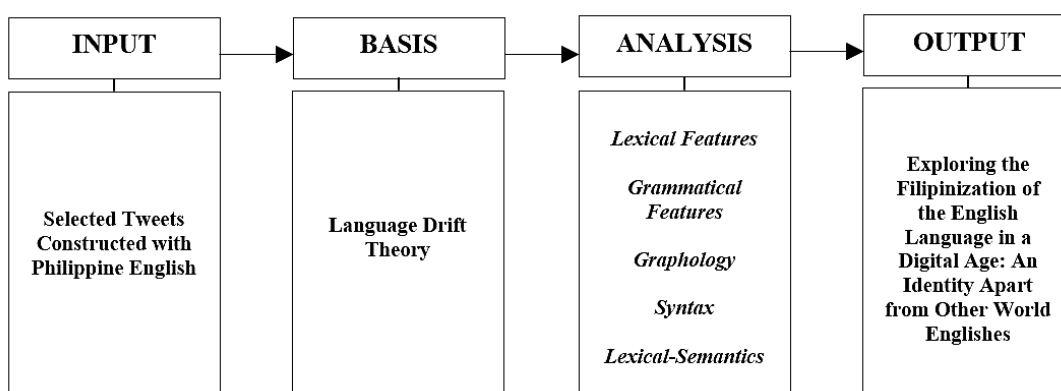 INPUT
BASIS
ANALYSIS
OUTPUT
Selected Tweets
Constructed with
Philippine English
Language Drift
Theory
Lexical Features
Grammatical
Features
Graphology
Syntax
Lexical-Semantics
Exploring the
Filipinization of
the English
Language in a
Digital Age: An
Identity Apart
from Other World
Englishes